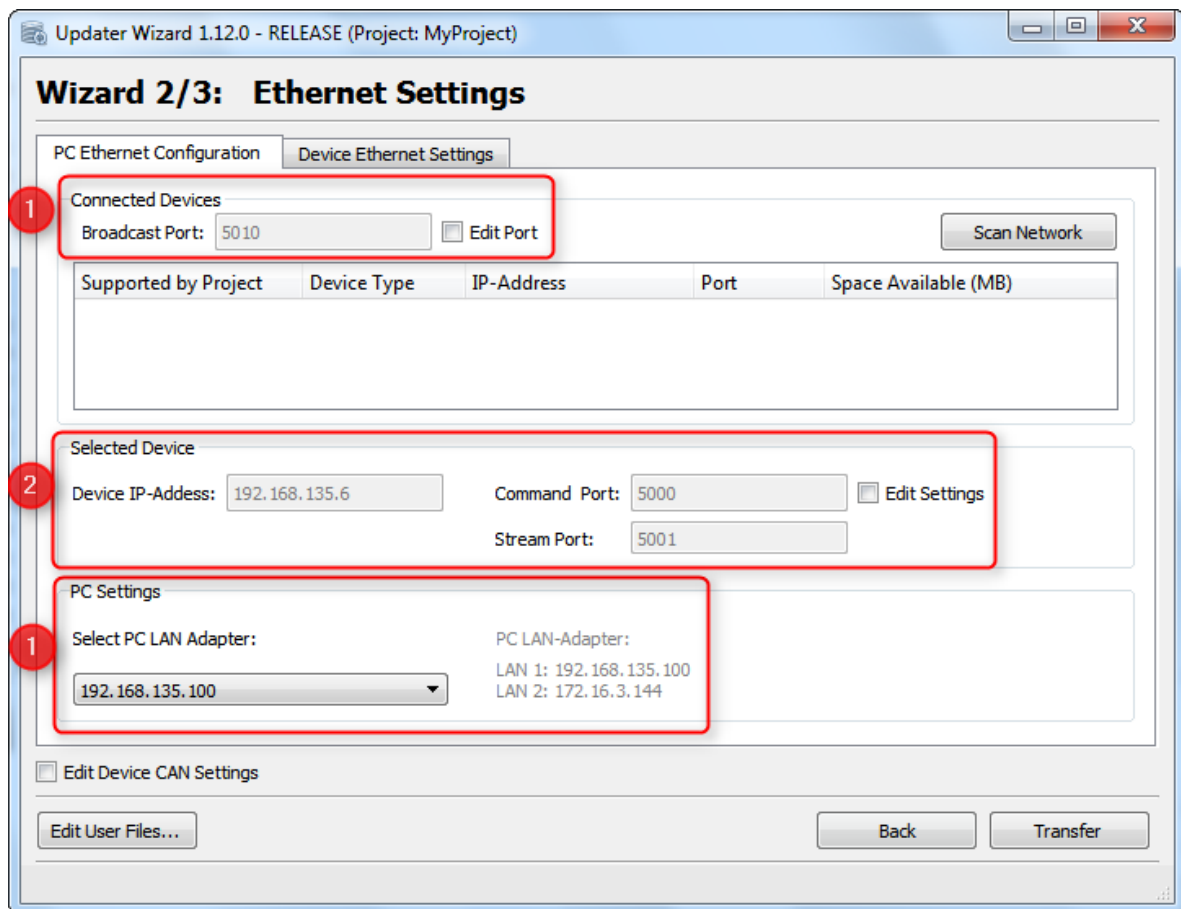 Updater Wizard 1.12.0 - RELEASE (Project: MyProject)
Wizard 2/3: Ethernet Settings
PC Ethernet Configuration
Device Ethernet Settings
1
Connected Devices
Broadcast Port: 5010 Edit Port
Scan Network
Supported by Project Device Type IP-Address Port Space Available (MB)
2
Selected Device
Device IP-Addess: 192.168.135.6 Command Port: 5000 Edit Settings
Stream Port: 5001
1
PC Settings
Select PC LAN Adapter: PC LAN-Adapter:
LAN 1: 192.168.135.100
192.168.135.100 LAN 2: 172.16.3.144
Edit Device CAN Settings
Edit User Files... Back Transfer